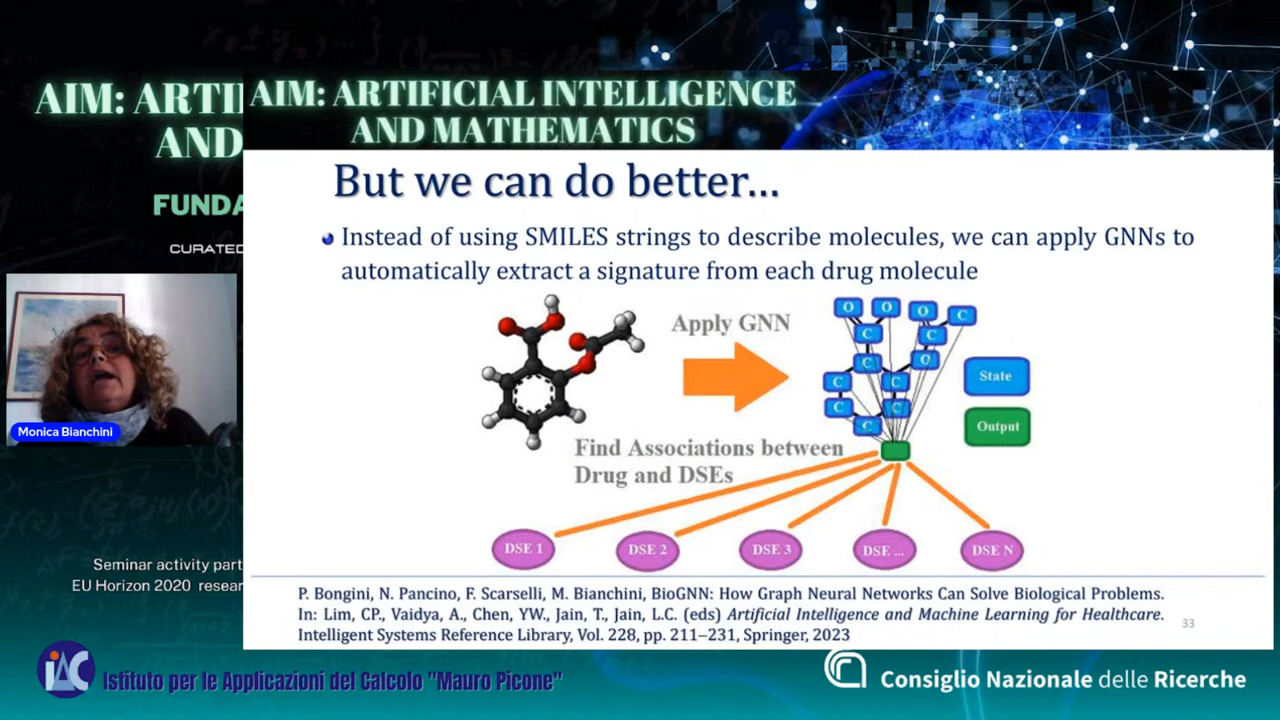 AIM: ARTI
AND
FUNDA
CURATED
Monica Bianchini
Seminar activity part
EU Horizon 2020 resear
AIM: ARTIFICIAL INTELLIGENCE
AND MATHEMATICS
But we can do better...
Instead of using SMILES strings to describe molecules, we can apply GNNs to
automatically extract a signature from each drug molecule
Apply GNN
O O O C
C C
C O
C C
C C
C
State
Output
Find Associations between
Drug and DSEs
DSE 1 DSE 2 DSE 3 DSE ... DSE N
P. Bongini, N. Pancino, F. Scarselli, M. Bianchini, BioGNN: How Graph Neural Networks Can Solve Biological Problems.
In: Lim, CP., Vaidya, A., Chen, YW., Jain, T., Jain, L.C. (eds) Artificial Intelligence and Machine Learning for Healthcare.
Intelligent Systems Reference Library, Vol. 228, pp. 211–231, Springer, 2023
33
IAC Istituto per le Applicazioni del Calcolo "Mauro Picone"
Consiglio Nazionale delle Ricerche